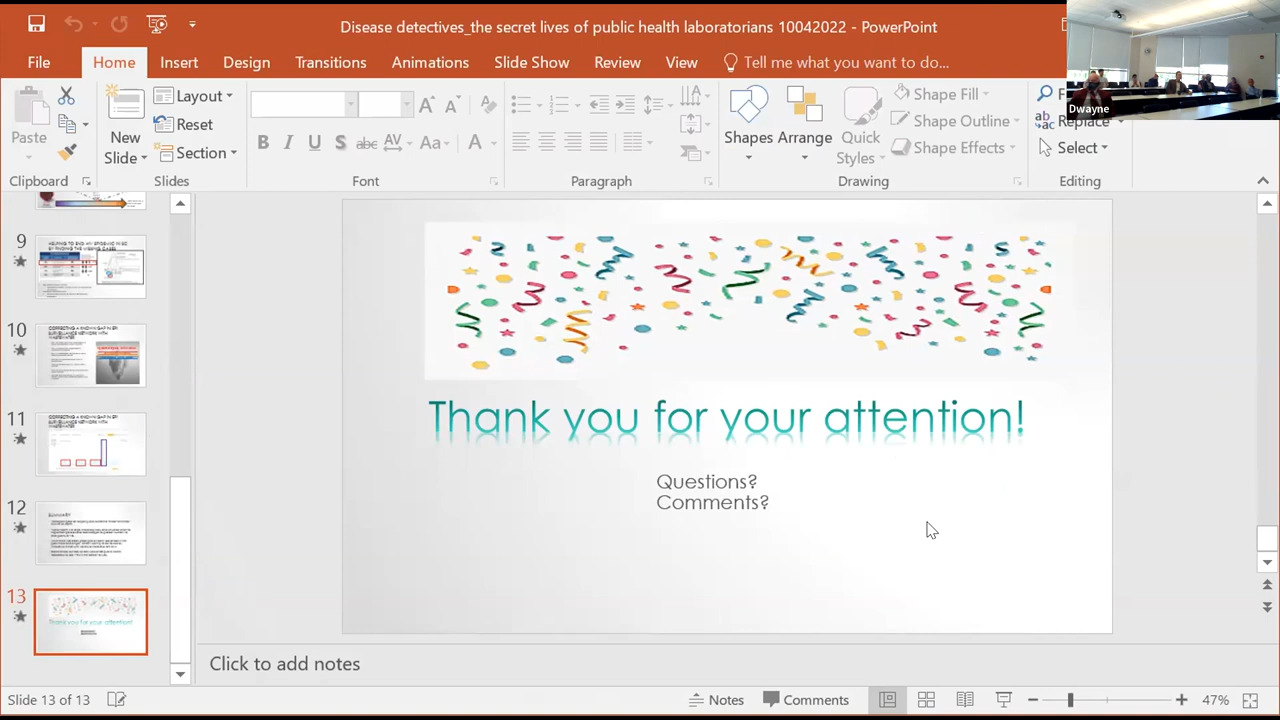 Disease detectives_the secret lives of public health laboratorians 10042022 - PowerPoint
File Home Insert Design Transitions Animations Slide Show Review View Tell me what you want to do...
Dwayne
Paste
New
Slide
Layout
Reset
Section
B I U S abc AV Aa A
Shapes
Arrange
Quick
Styles
Shape Fill
Shape Outline
Shape Effects
Replace
Select
Clipboard Slides Font Paragraph Drawing Editing
9
10
11
12
13
Thank you for your attention!
Questions?
Comments?
Click to add notes
Slide 13 of 13 Notes Comments 47%